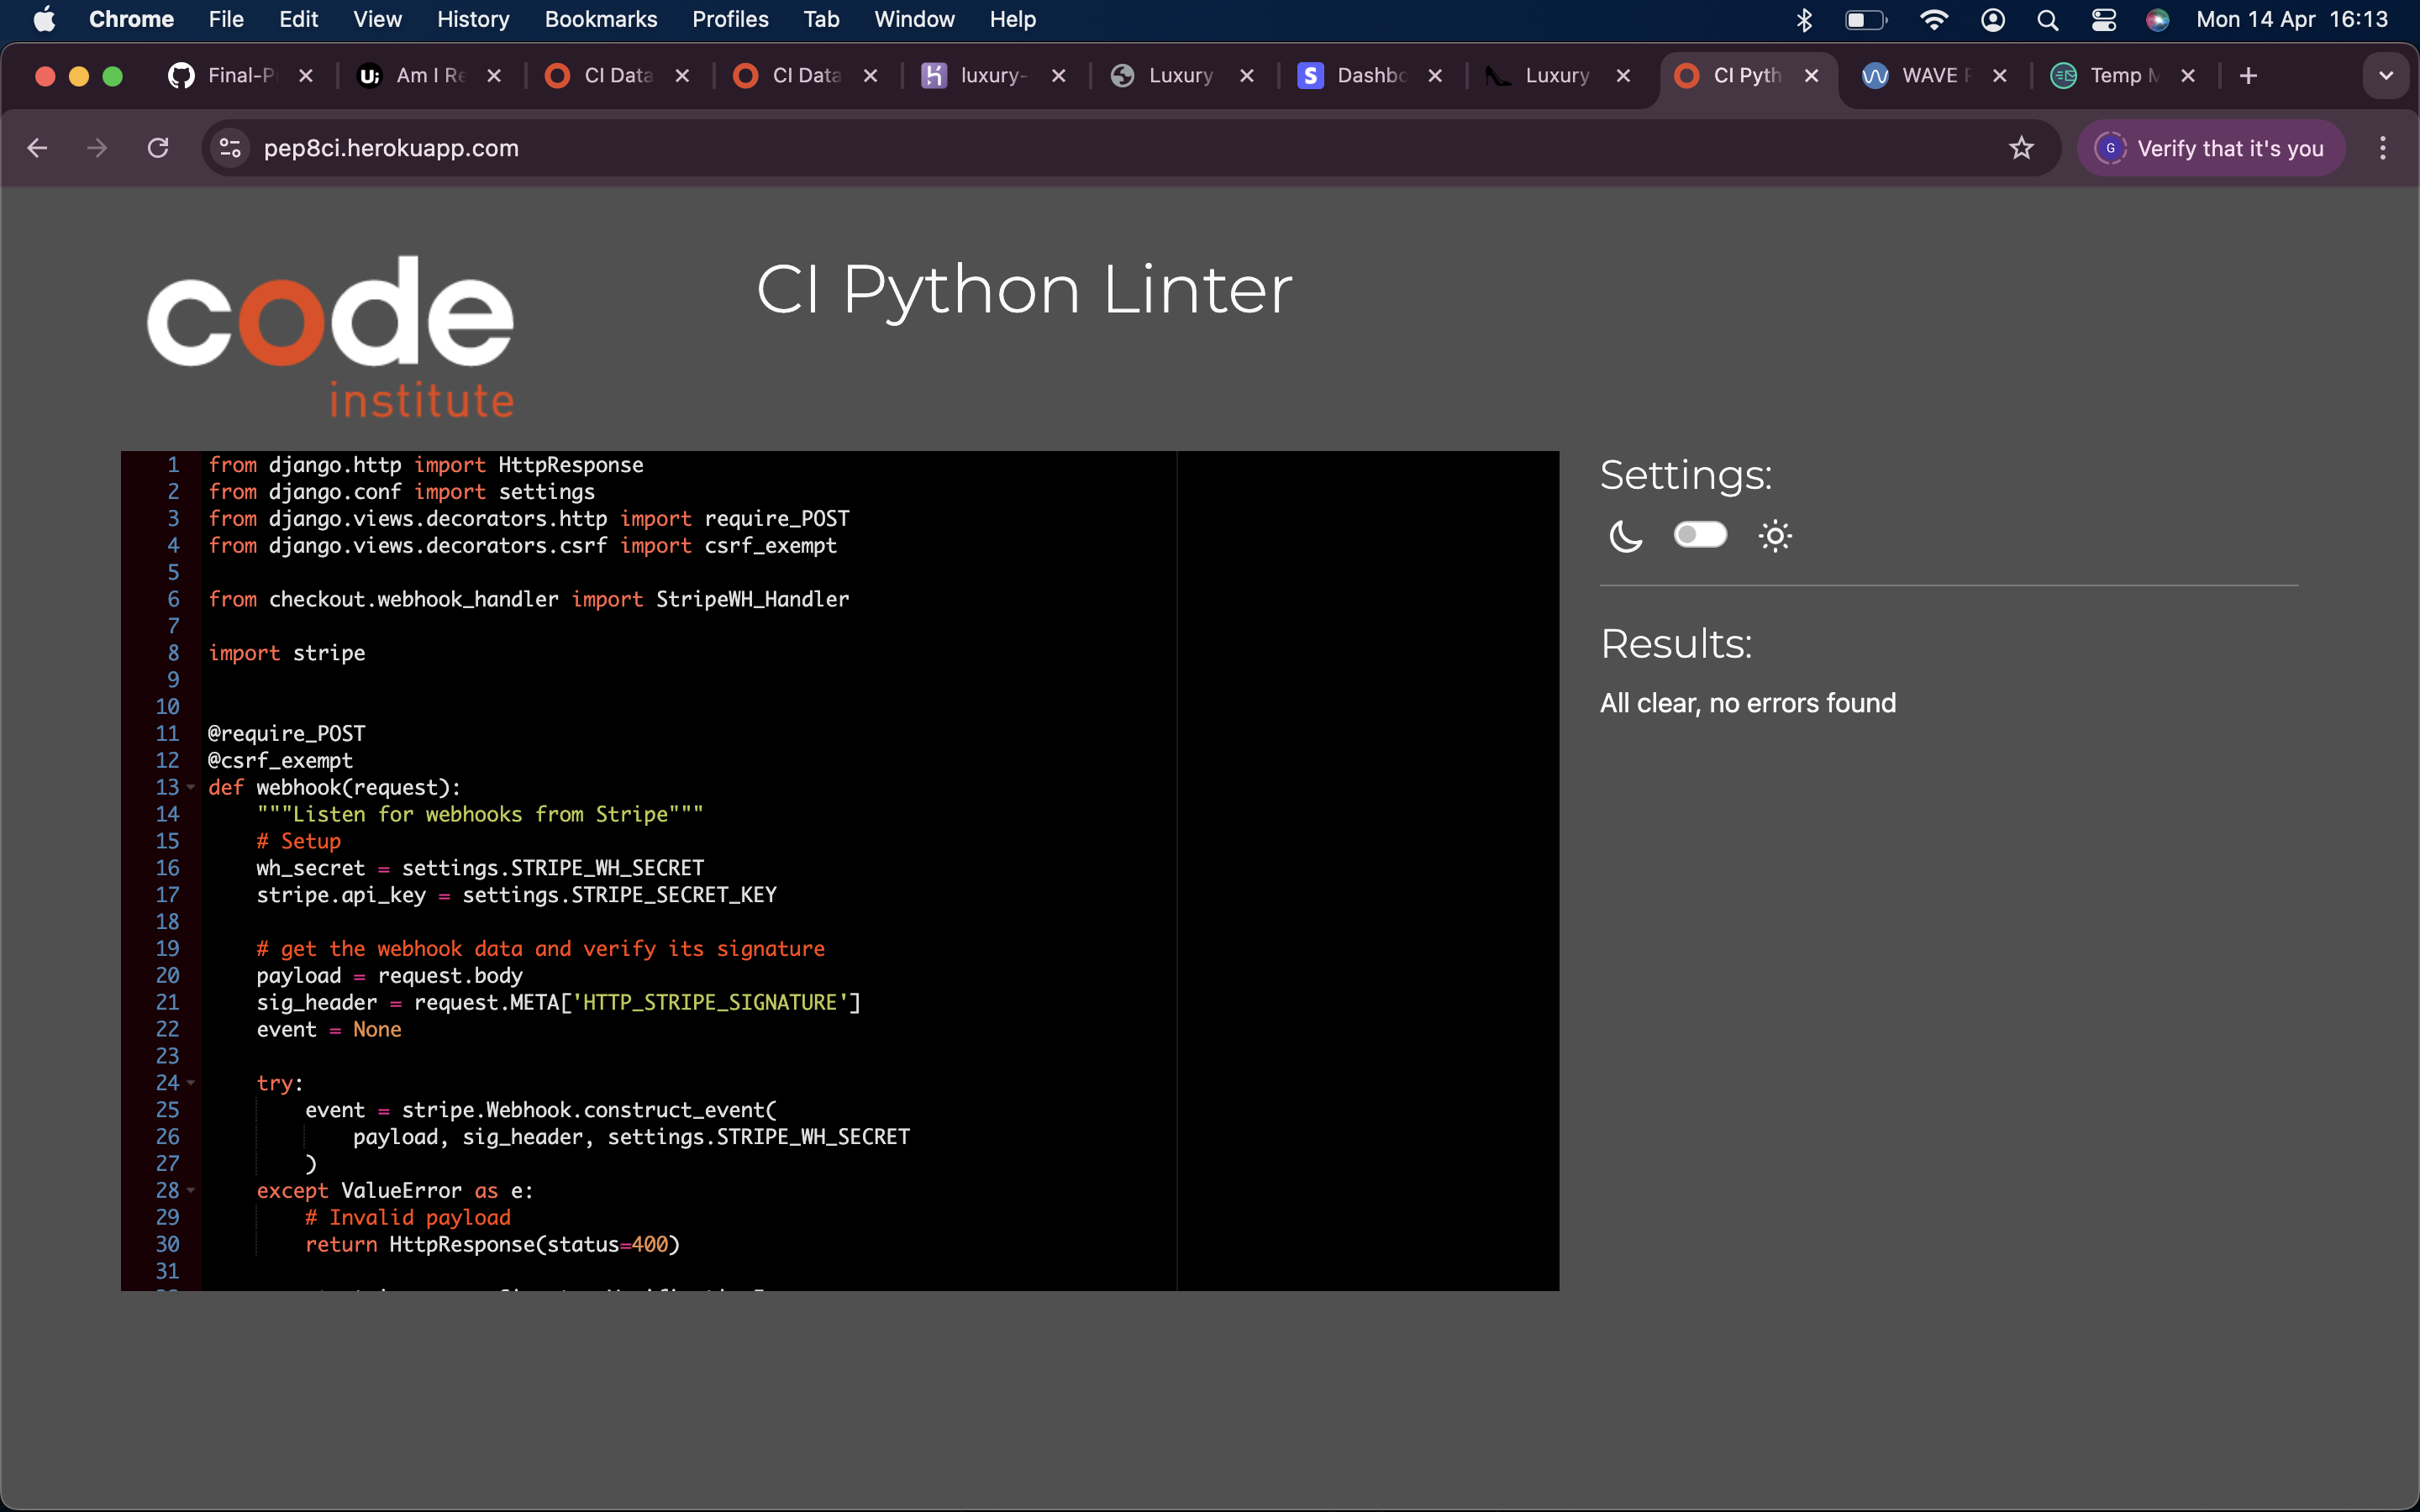 Chrome File Edit View History Bookmarks Profiles Tab Window Help Mon 14 Apr 16:13
Final-P Am I Re CI Data CI Data luxury- Luxury Dashbo Luxury CI Pyth WAVE Temp M
pep8ci.herokuapp.com G Verify that it's you
code
institute
CI Python Linter
1 from django.http import HttpResponse
2 from django.conf import settings
3 from django.views.decorators.http import require_POST
4 from django.views.decorators.csrf import csrf_exempt
5
6 from checkout.webhook_handler import StripeWH_Handler
7
8 import stripe
9
10
11 @require_POST
12 @csrf_exempt
13 def webhook(request):
14     """Listen for webhooks from Stripe"""
15     # Setup
16     wh_secret = settings.STRIPE_WH_SECRET
17     stripe.api_key = settings.STRIPE_SECRET_KEY
18
19     # get the webhook data and verify its signature
20     payload = request.body
21     sig_header = request.META['HTTP_STRIPE_SIGNATURE']
22     event = None
23
24     try:
25         event = stripe.Webhook.construct_event(
26             payload, sig_header, settings.STRIPE_WH_SECRET
27         )
28     except ValueError as e:
29         # Invalid payload
30         return HttpResponse(status=400)
31
Settings:
Results:
All clear, no errors found